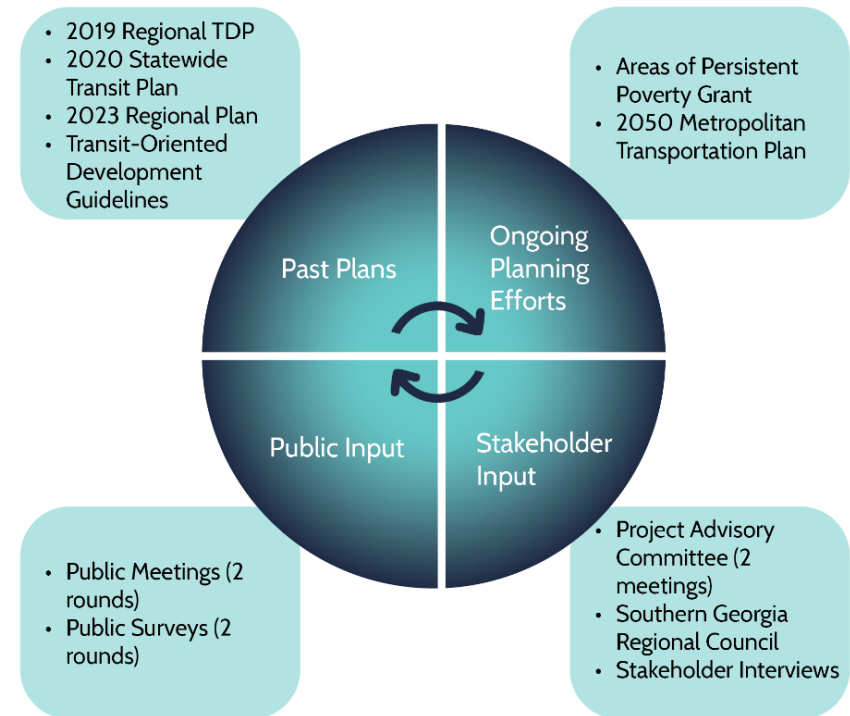 • 2019 Regional TDP
• 2020 Statewide
Transit Plan
• 2023 Regional Plan
• Transit-Oriented
Development
Guidelines
• Areas of Persistent
Poverty Grant
• 2050 Metropolitan
Transportation Plan
Past Plans
Ongoing
Planning
Efforts
Public Input
Stakeholder
Input
• Public Meetings (2
rounds)
• Public Surveys (2
rounds)
• Project Advisory
Committee (2
meetings)
• Southern Georgia
Regional Council
• Stakeholder Interviews